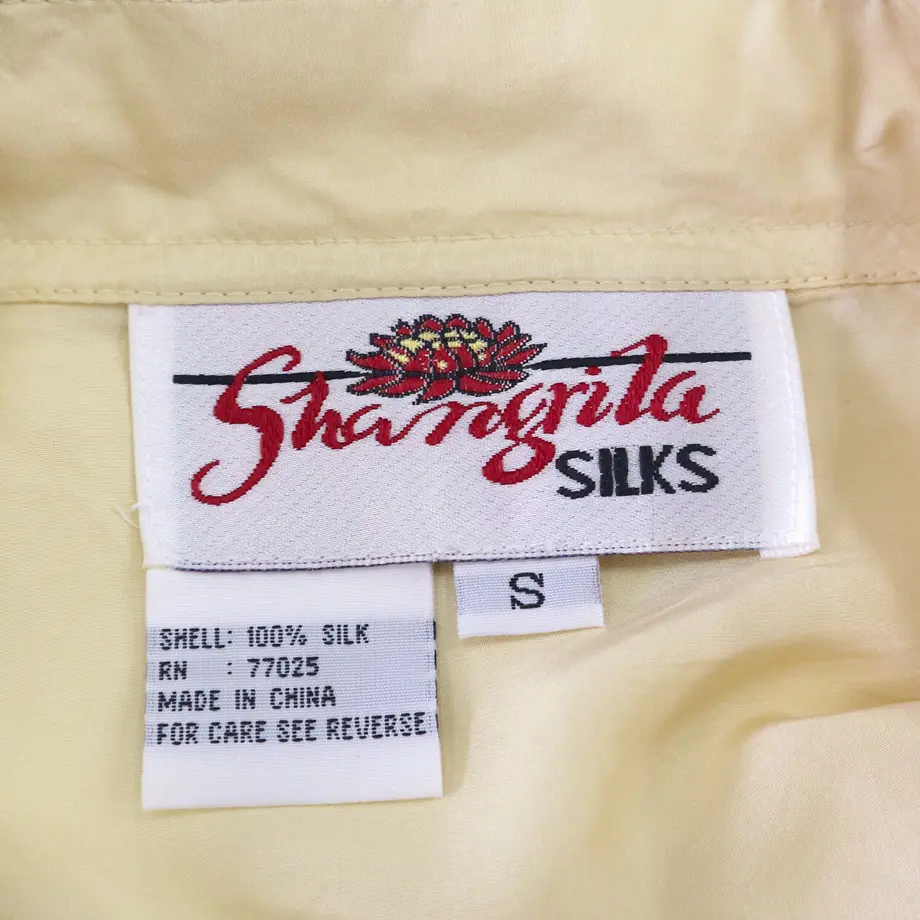 Shangrila
SILKS
S
SHELL: 100% SILK
RN : 77025
MADE IN CHINA
FOR CARE SEE REVERSE